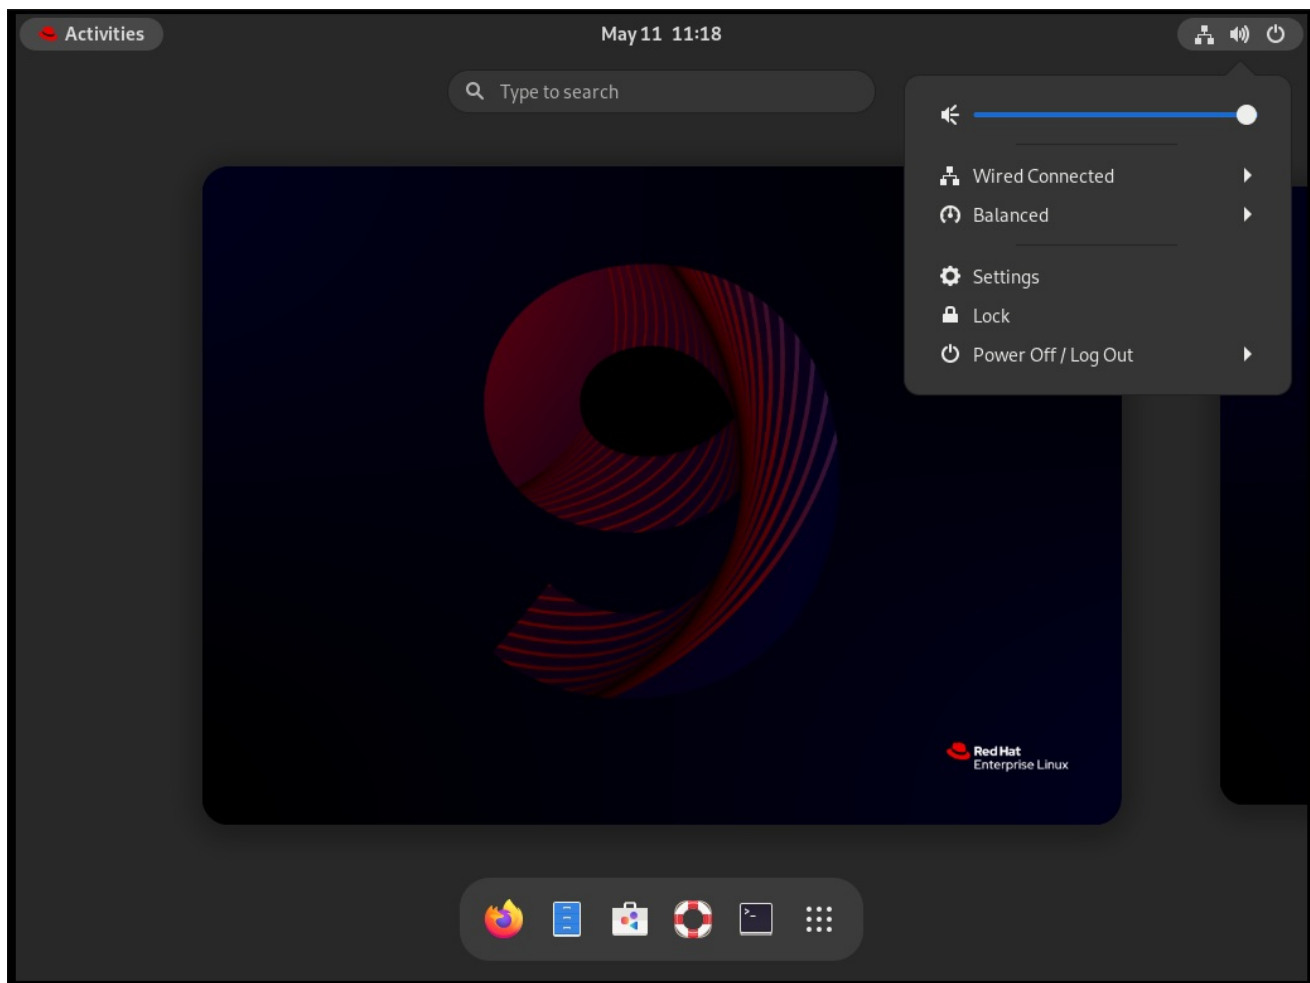 Activities
May 11 11:18
Type to search
Wired Connected
Balanced
Settings
Lock
Power Off / Log Out
9
Red Hat
Enterprise Linux
>_